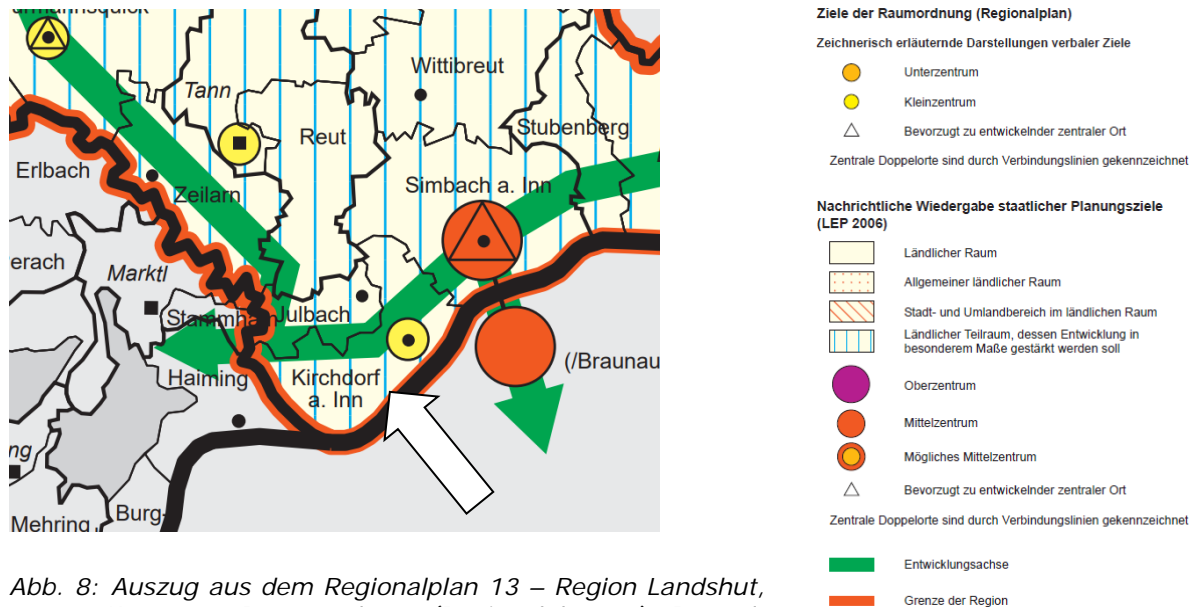 Wittibreut
Tann
Reut
Stubenberg
Erlbach
Simbach a. Inn
Zeilarn
Marktl
Julbach
(/Braunau
Haiming
Kirchdorf
a. Inn
Mehring
Burg-
Abb. 8: Auszug aus dem Regionalplan 13 – Region Landshut,
Ziele der Raumordnung (Regionalplan)
Zeichnerisch erläuternde Darstellungen verbaler Ziele
Unterzentrum
Kleinzentrum
Bevorzugt zu entwickelnder zentraler Ort
Zentrale Doppelorte sind durch Verbindungslinien gekennzeichnet
Nachrichtliche Wiedergabe staatlicher Planungsziele
(LEP 2006)
Ländlicher Raum
Allgemeiner ländlicher Raum
Stadt- und Umlandbereich im ländlichen Raum
Ländlicher Teilraum, dessen Entwicklung in
besonderem Maße gestärkt werden soll
Oberzentrum
Mittelzentrum
Mögliches Mittelzentrum
Bevorzugt zu entwickelnder zentraler Ort
Zentrale Doppelorte sind durch Verbindungslinien gekennzeichnet
Entwicklungsachse
Grenze der Region